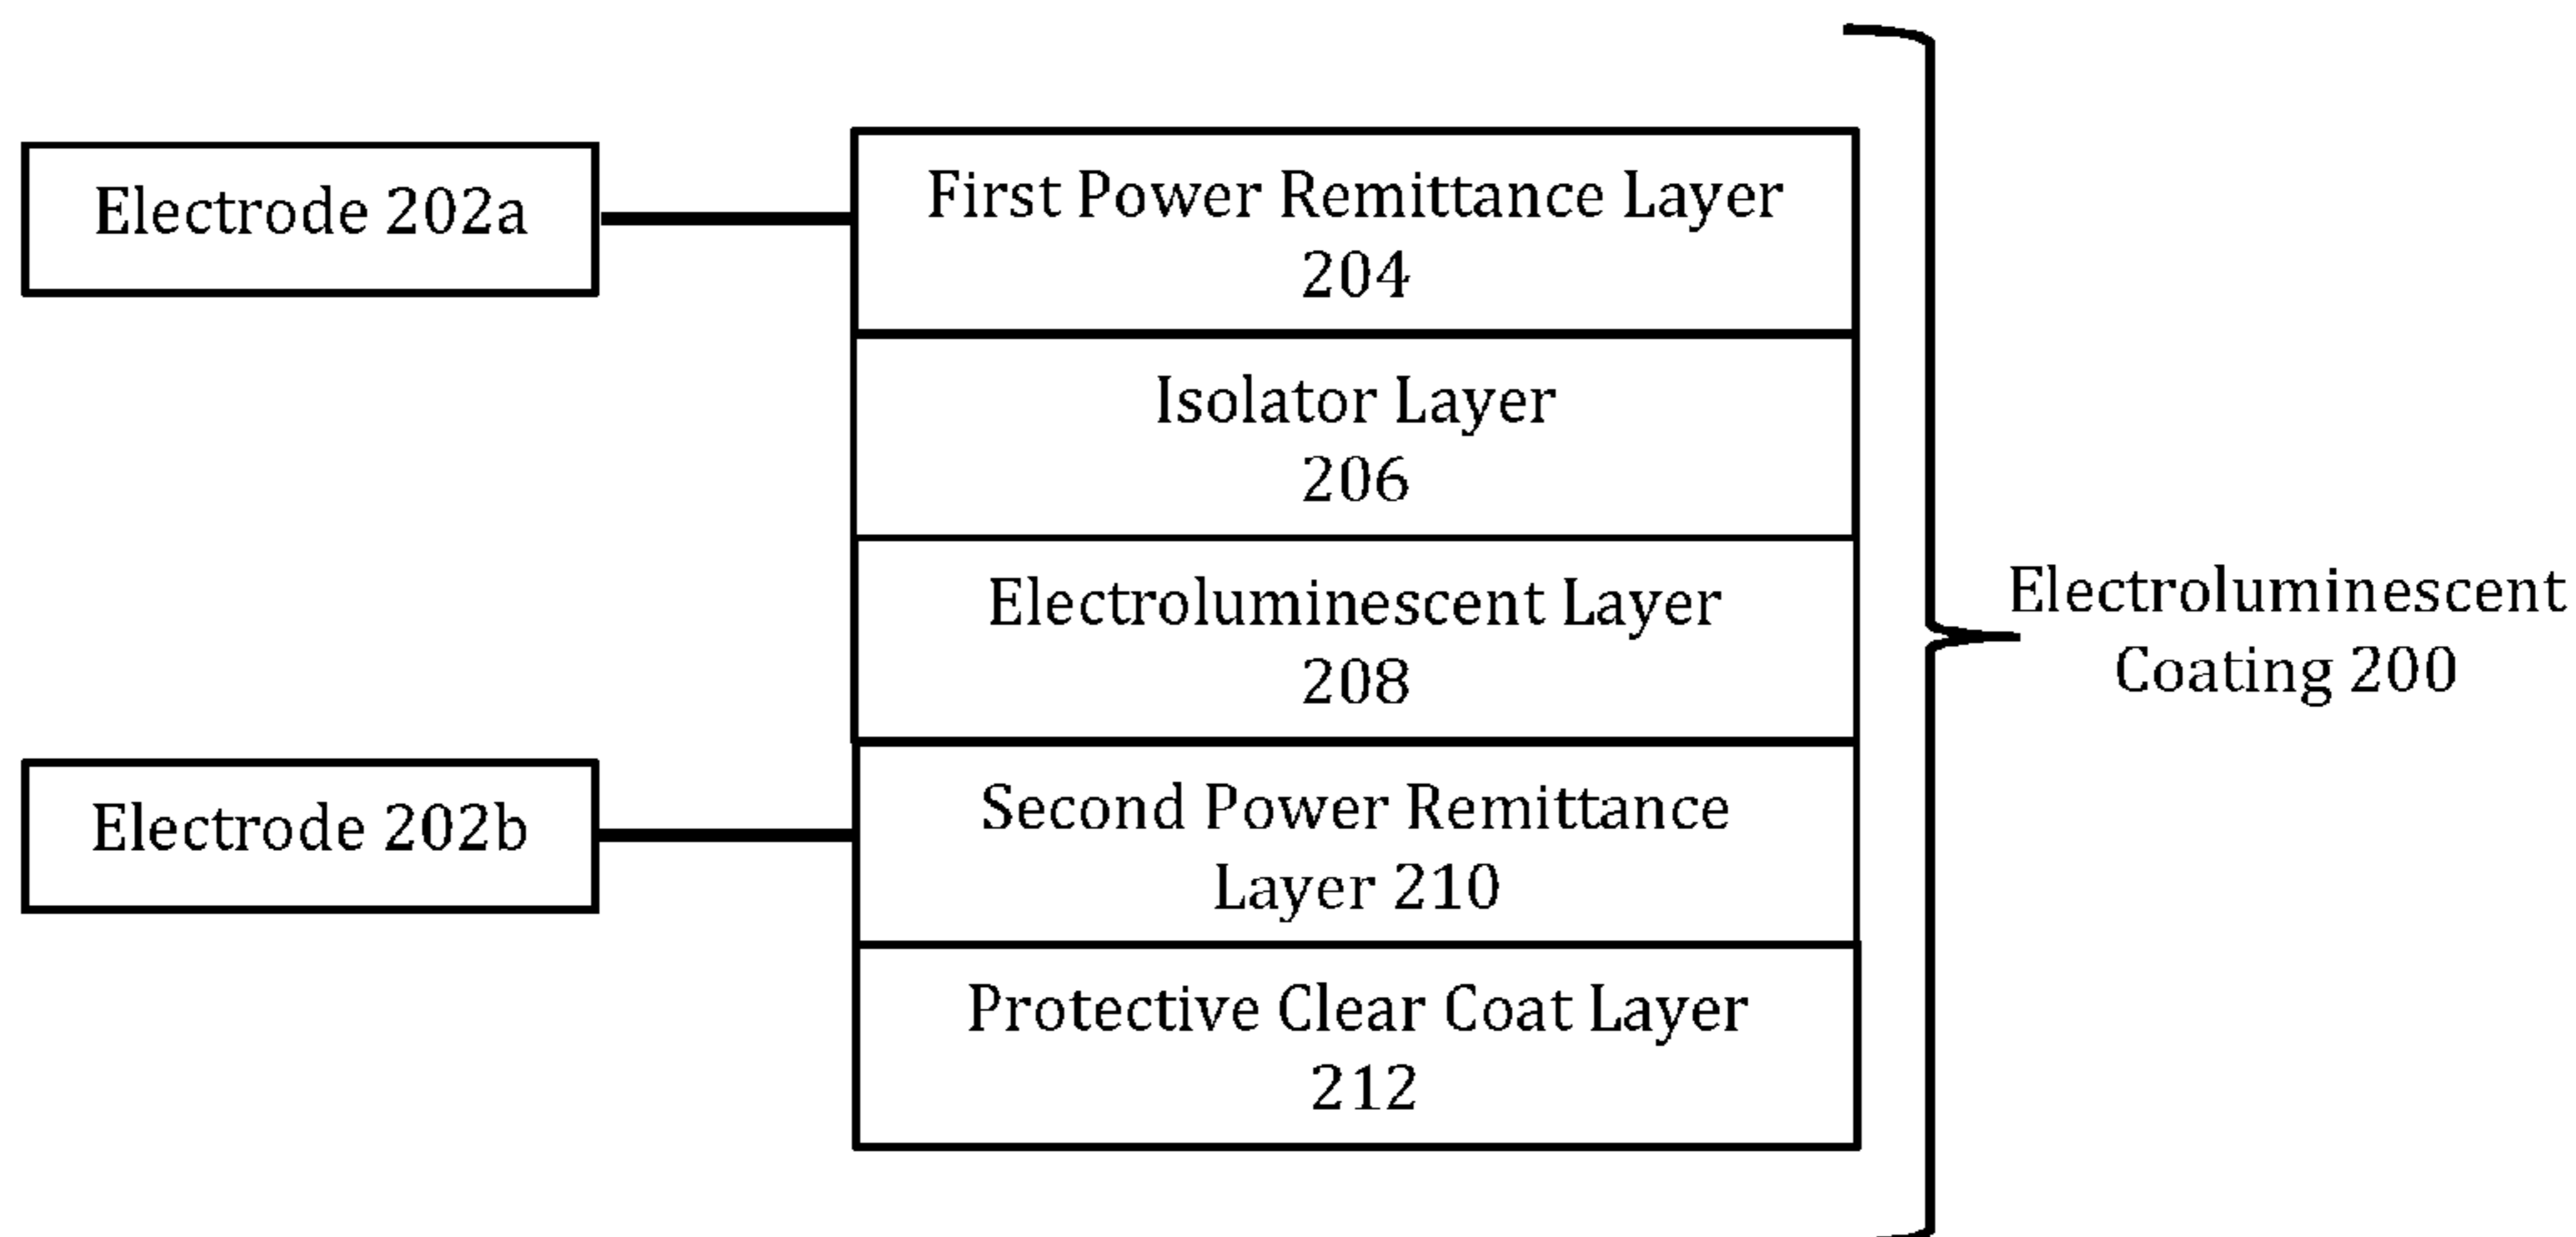 Electrode 202a
First Power Remittance Layer
204
Isolator Layer
206
Electroluminescent Layer
208
Electrode 202b
Second Power Remittance
Layer 210
Protective Clear Coat Layer
212
Electroluminescent
Coating 200